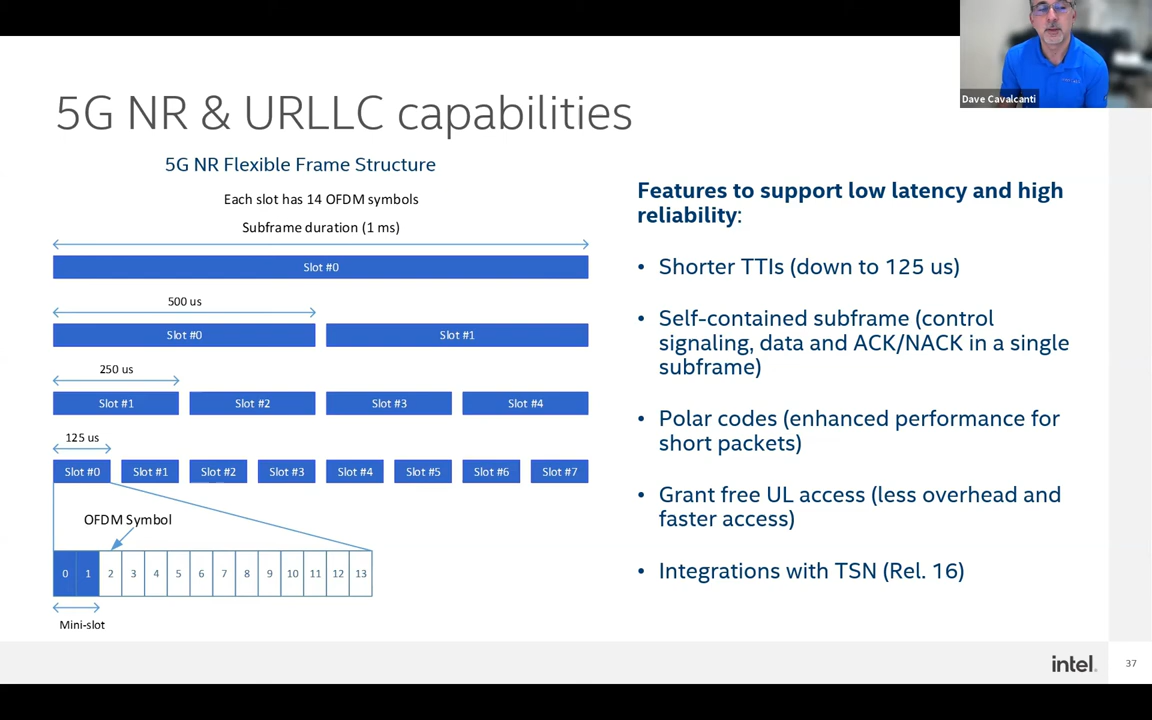 Dave Cavalcanti
5G NR & URLLC capabilities
5G NR Flexible Frame Structure
Each slot has 14 OFDM symbols
Subframe duration (1 ms)
Slot #0
500 us
Slot #0 Slot #1
250 us
Slot #1 Slot #2 Slot #3 Slot #4
125 us
Slot #0 Slot #1 Slot #2 Slot #3 Slot #4 Slot #5 Slot #6 Slot #7
OFDM Symbol
0 1 2 3 4 5 6 7 8 9 10 11 12 13
Mini-slot
Features to support low latency and high
reliability:
• Shorter TTIs (down to 125 us)
• Self-contained subframe (control
signaling, data and ACK/NACK in a single
subframe)
• Polar codes (enhanced performance for
short packets)
• Grant free UL access (less overhead and
faster access)
• Integrations with TSN (Rel. 16)
intel.
37